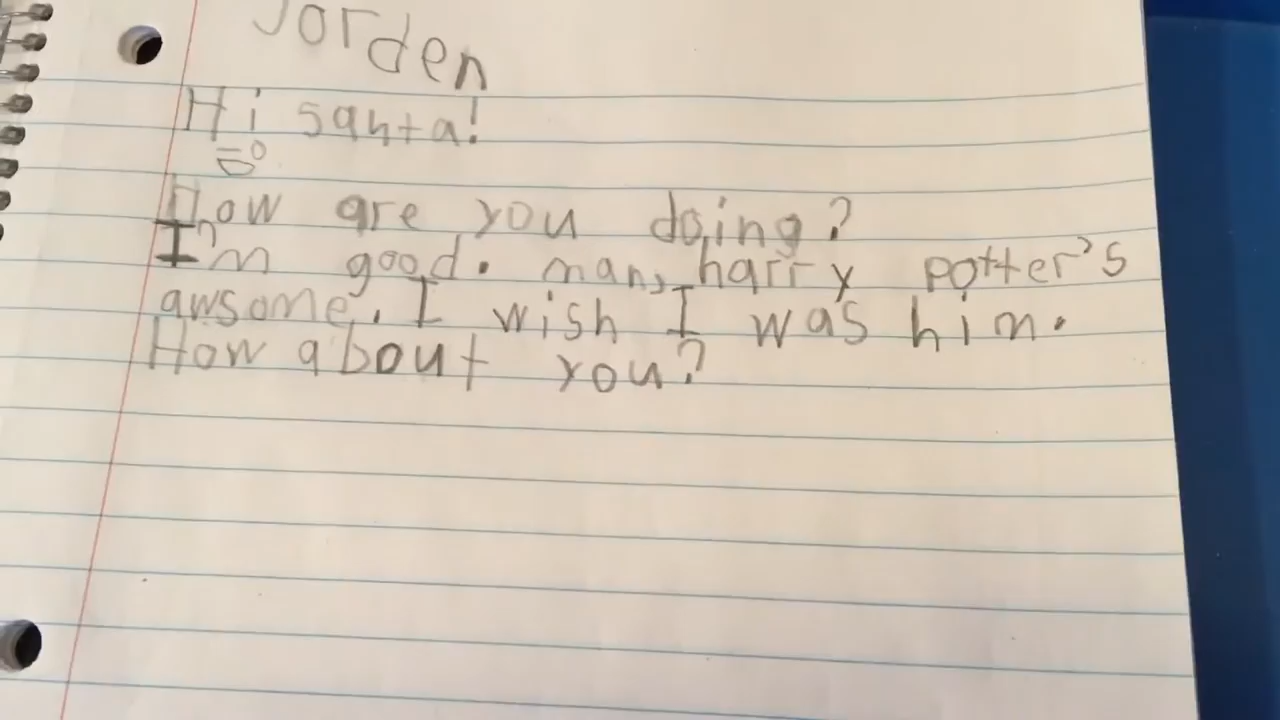 Jorden
Hi santa!
How are you doing?
I'm good. man, harry potter's
awsome. I wish I was him.
How about you?